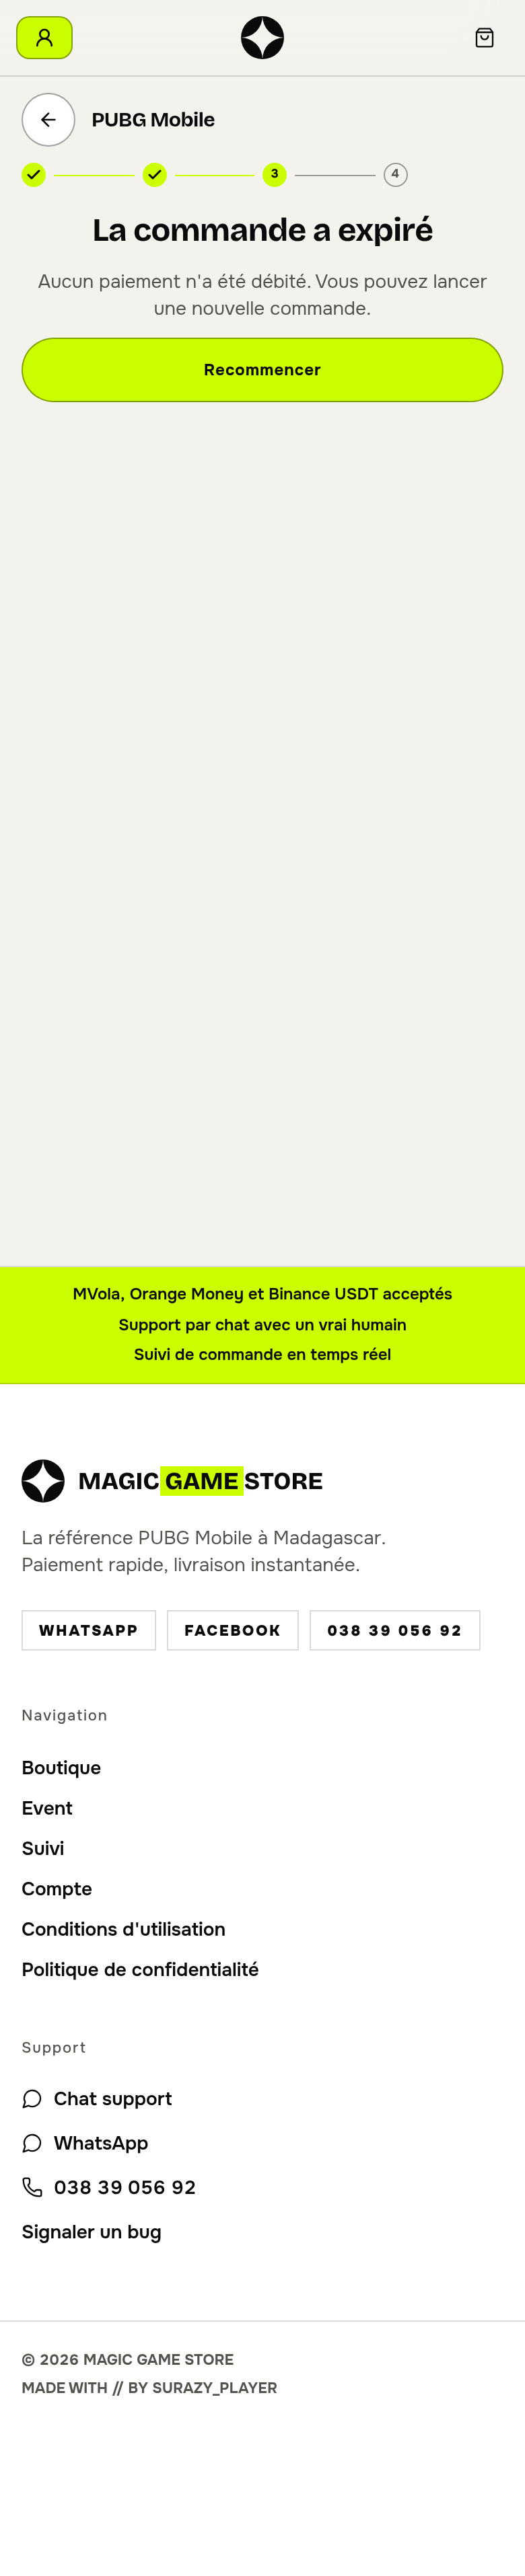 PUBG Mobile
3
4
La commande a expiré
Aucun paiement n'a été débité. Vous pouvez lancer
une nouvelle commande.
Recommencer
MVola, Orange Money et Binance USDT acceptés
Support par chat avec un vrai humain
Suivi de commande en temps réel
MAGIC GAME STORE
La référence PUBG Mobile à Madagascar.
Paiement rapide, livraison instantanée.
WHATSAPP
FACEBOOK
038 39 056 92
Navigation
Boutique
Event
Suivi
Compte
Conditions d'utilisation
Politique de confidentialité
Support
Chat support
WhatsApp
038 39 056 92
Signaler un bug
© 2026 MAGIC GAME STORE
MADE WITH // BY SURAZY_PLAYER